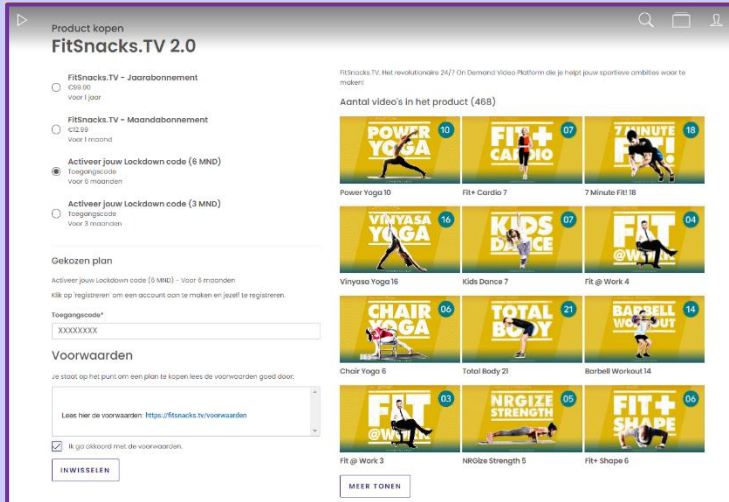 Product kopen
FitSnacks.TV 2.0
FitSnacks.TV - Jaarabonnement
€99.00
Voor 1 jaar
FitSnacks.TV - Maandabonnement
€12.99
Voor 1 maand
Activeer jouw Lockdown code (6 MND)
Toegangscode
Voor 6 maanden
Activeer jouw Lockdown code (3 MND)
Toegangscode
Voor 3 maanden
Gekozen plan
Activeer jouw Lockdown code (6 MND) - Voor 6 maanden
Klik op 'registreren' om een account aan te maken en jezelf te registreren.
Toegangscode*
XXXXXXXX
Voorwaarden
Je staat op het punt om een plan te kopen lees de voorwaarden goed door:
Lees hier de voorwaarden: https://fitsnacks.tv/voorwaarden
Ik ga akkoord met de voorwaarden.
INWISSELEN
FitSnacks.TV. Het revolutionaire 24/7 On Demand Video Platform die je helpt jouw sportieve ambities waar te
maken!
Aantal video's in het product (468)
POWER YOGA 10
FIT+ CARDIO 07
7 MINUTE FIT! 18
Power Yoga 10
Fit+ Cardio 7
7 Minute Fit! 18
VINYASA YOGA 16
KIDS DANCE 07
FIT @WORK 04
Vinyasa Yoga 16
Kids Dance 7
Fit @ Work 4
CHAIR YOGA 06
TOTAL BODY 21
BARBELL WORKOUT 14
Chair Yoga 6
Total Body 21
Barbell Workout 14
FIT @WORK 03
NRGIZE STRENGTH 05
FIT+ SHAPE 06
Fit @ Work 3
NRGize Strength 5
Fit+ Shape 6
MEER TONEN